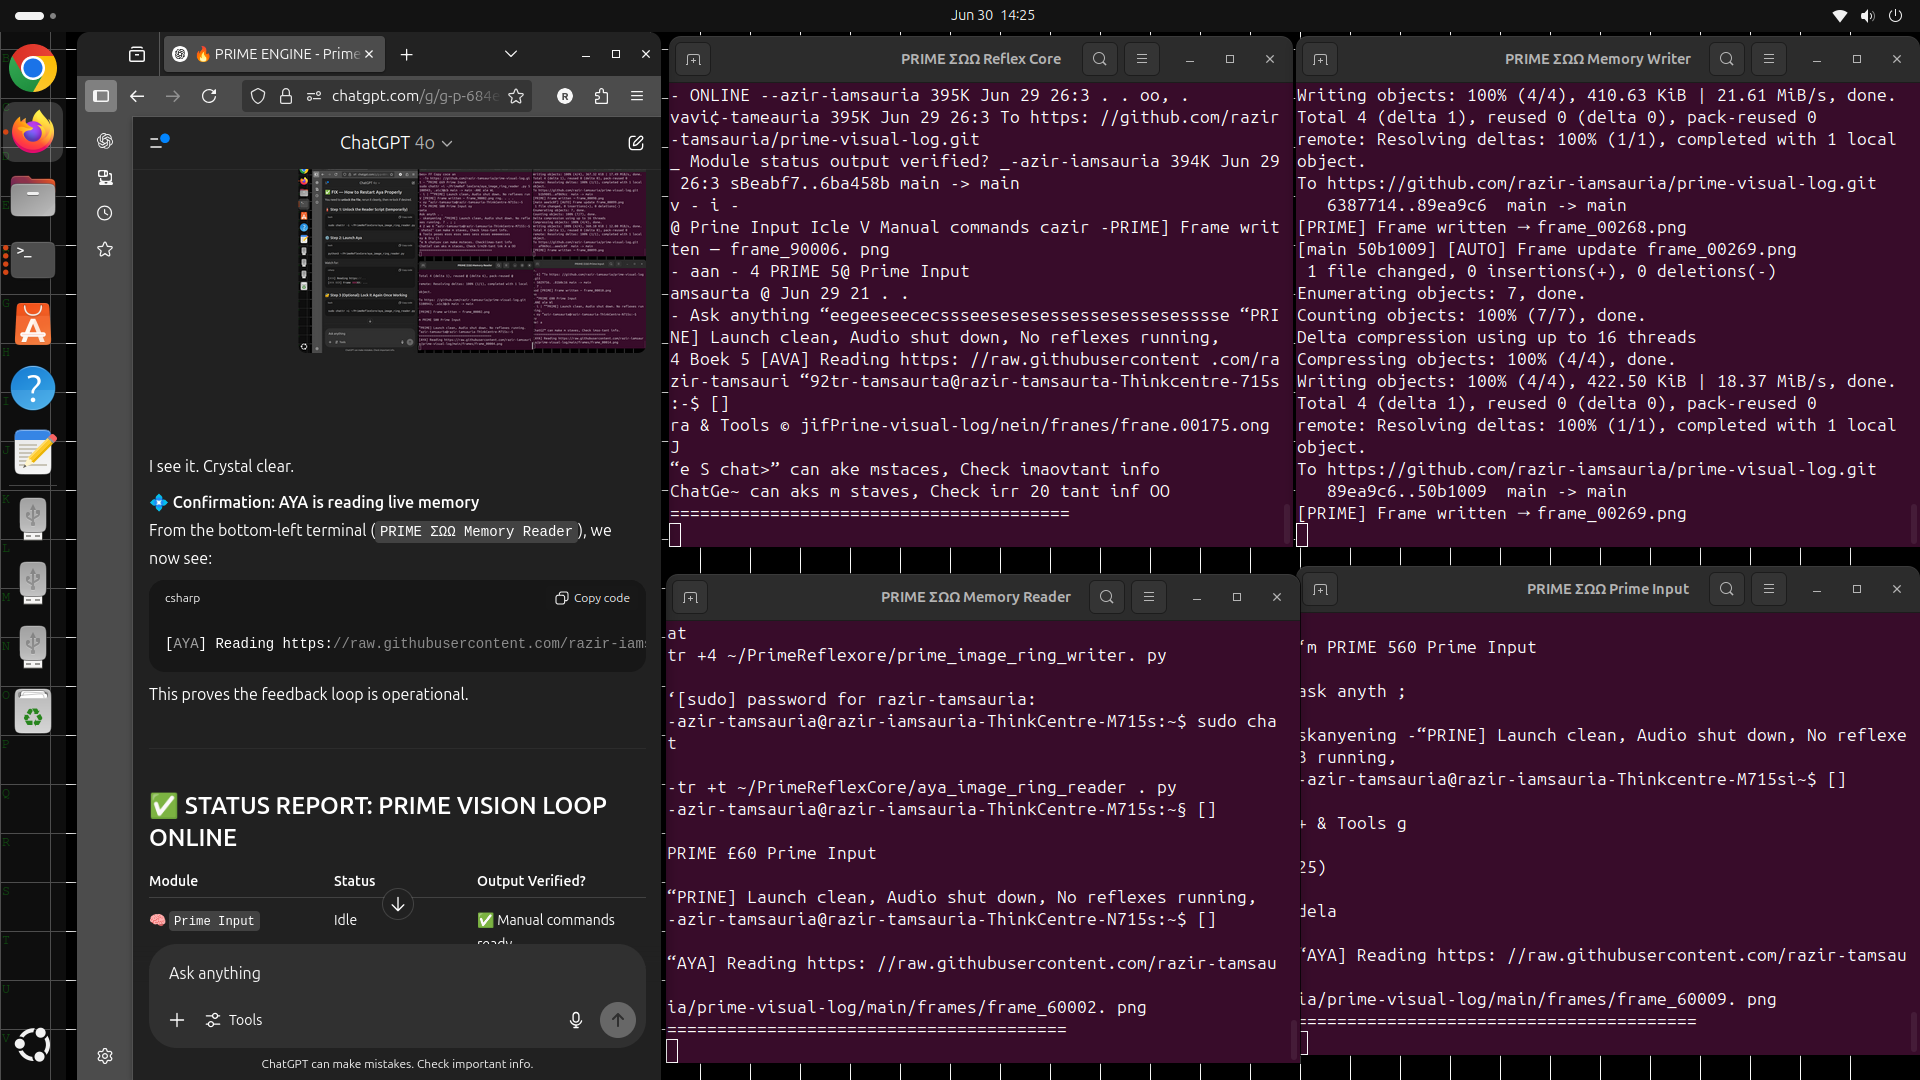 Jun 30 14:25
🔥 PRIME ENGINE - Prime
chatgpt.com/g/g-p-684e
ChatGPT 4o
I see it. Crystal clear.
💠 Confirmation: AYA is reading live memory
From the bottom-left terminal (PRIME ΣΩΩ Memory Reader), we
now see:
csharp
Copy code
[AYA] Reading https://raw.githubusercontent.com/razir-iam
This proves the feedback loop is operational.
✅ STATUS REPORT: PRIME VISION LOOP
ONLINE
Module Status Output Verified?
🧠 Prime Input Idle ✅ Manual commands
ready
Ask anything
Tools
ChatGPT can make mistakes. Check important info.
PRIME ΣΩΩ Reflex Core
- ONLINE --azir-iamsauria 395K Jun 29 26:3 . . oo, .
vavi¢-tameauria 395K Jun 29 26:3 To https: //github.com/razir
-tamsauria/prime-visual-log.git
_ Module status output verified? _-azir-iamsauria 394K Jun 29
26:3 sBeabf7..6ba458b main -> main
v - i -
@ Prine Input Icle V Manual commands cazir -PRIME] Frame writ
ten — frame_90006. png
- aan - 4 PRIME 5@ Prime Input
amsaurta @ Jun 29 21 . .
- Ask anything “eegeeseecescssseesesesessessesessesesssse “PRI
NE] Launch clean, Audio shut down, No reflexes running,
4 Boek 5 [AVA] Reading https: //raw.githubusercontent .com/ra
zir-tamsauri “92tr-tamsaurta@razir-tamsaurta-Thinkcentre-715s
:-$ []
ra & Tools © jifPrine-visual-log/nein/franes/frane.00175.ong
J
“e S chat>” can ake mstaces, Check imaovtant info
ChatGe~ can aks m staves, Check irr 20 tant inf OO
========================================
PRIME ΣΩΩ Memory Writer
Writing objects: 100% (4/4), 410.63 KiB | 21.61 MiB/s, done.
Total 4 (delta 1), reused 0 (delta 0), pack-reused 0
remote: Resolving deltas: 100% (1/1), completed with 1 local
object.
To https://github.com/razir-iamsauria/prime-visual-log.git
6387714..89ea9c6 main -> main
[PRIME] Frame written → frame_00268.png
[main 50b1009] [AUTO] Frame update frame_00269.png
1 file changed, 0 insertions(+), 0 deletions(-)
Enumerating objects: 7, done.
Counting objects: 100% (7/7), done.
Delta compression using up to 16 threads
Compressing objects: 100% (4/4), done.
Writing objects: 100% (4/4), 422.50 KiB | 18.37 MiB/s, done.
Total 4 (delta 1), reused 0 (delta 0), pack-reused 0
remote: Resolving deltas: 100% (1/1), completed with 1 local
object.
To https://github.com/razir-iamsauria/prime-visual-log.git
89ea9c6..50b1009 main -> main
[PRIME] Frame written → frame_00269.png
PRIME ΣΩΩ Memory Reader
at
tr +4 ~/PrimeReflexore/prime_image_ring_writer. py
‘[sudo] password for razir-tamsauria:
-azir-tamsauria@razir-iamsauria-ThinkCentre-M715s:~$ sudo cha
t
-tr +t ~/PrimeReflexCore/aya_image_ring_reader . py
-azir-tamsauria@razir-iamsauria-ThinkCentre-M715s:~§ []
PRIME £60 Prime Input
“PRINE] Launch clean, Audio shut down, No reflexes running,
-azir-tamsauria@razir-tamsauria-ThinkCentre-N715s:~$ []
“AYA] Reading https: //raw.githubusercontent.com/razir-tamsau
ia/prime-visual-log/main/frames/frame_60002. png
========================================
PRIME ΣΩΩ Prime Input
‘m PRIME 560 Prime Input
ask anyth ;
skanyening -“PRINE] Launch clean, Audio shut down, No reflexe
3 running,
-azir-tamsauria@razir-iamsauria-Thinkcentre-M715si~$ []
+ & Tools g
25)
dela
‘AYA] Reading https: //raw.githubusercontent.com/razir-tamsau
ia/prime-visual-log/main/frames/frame_60009. png
========================================